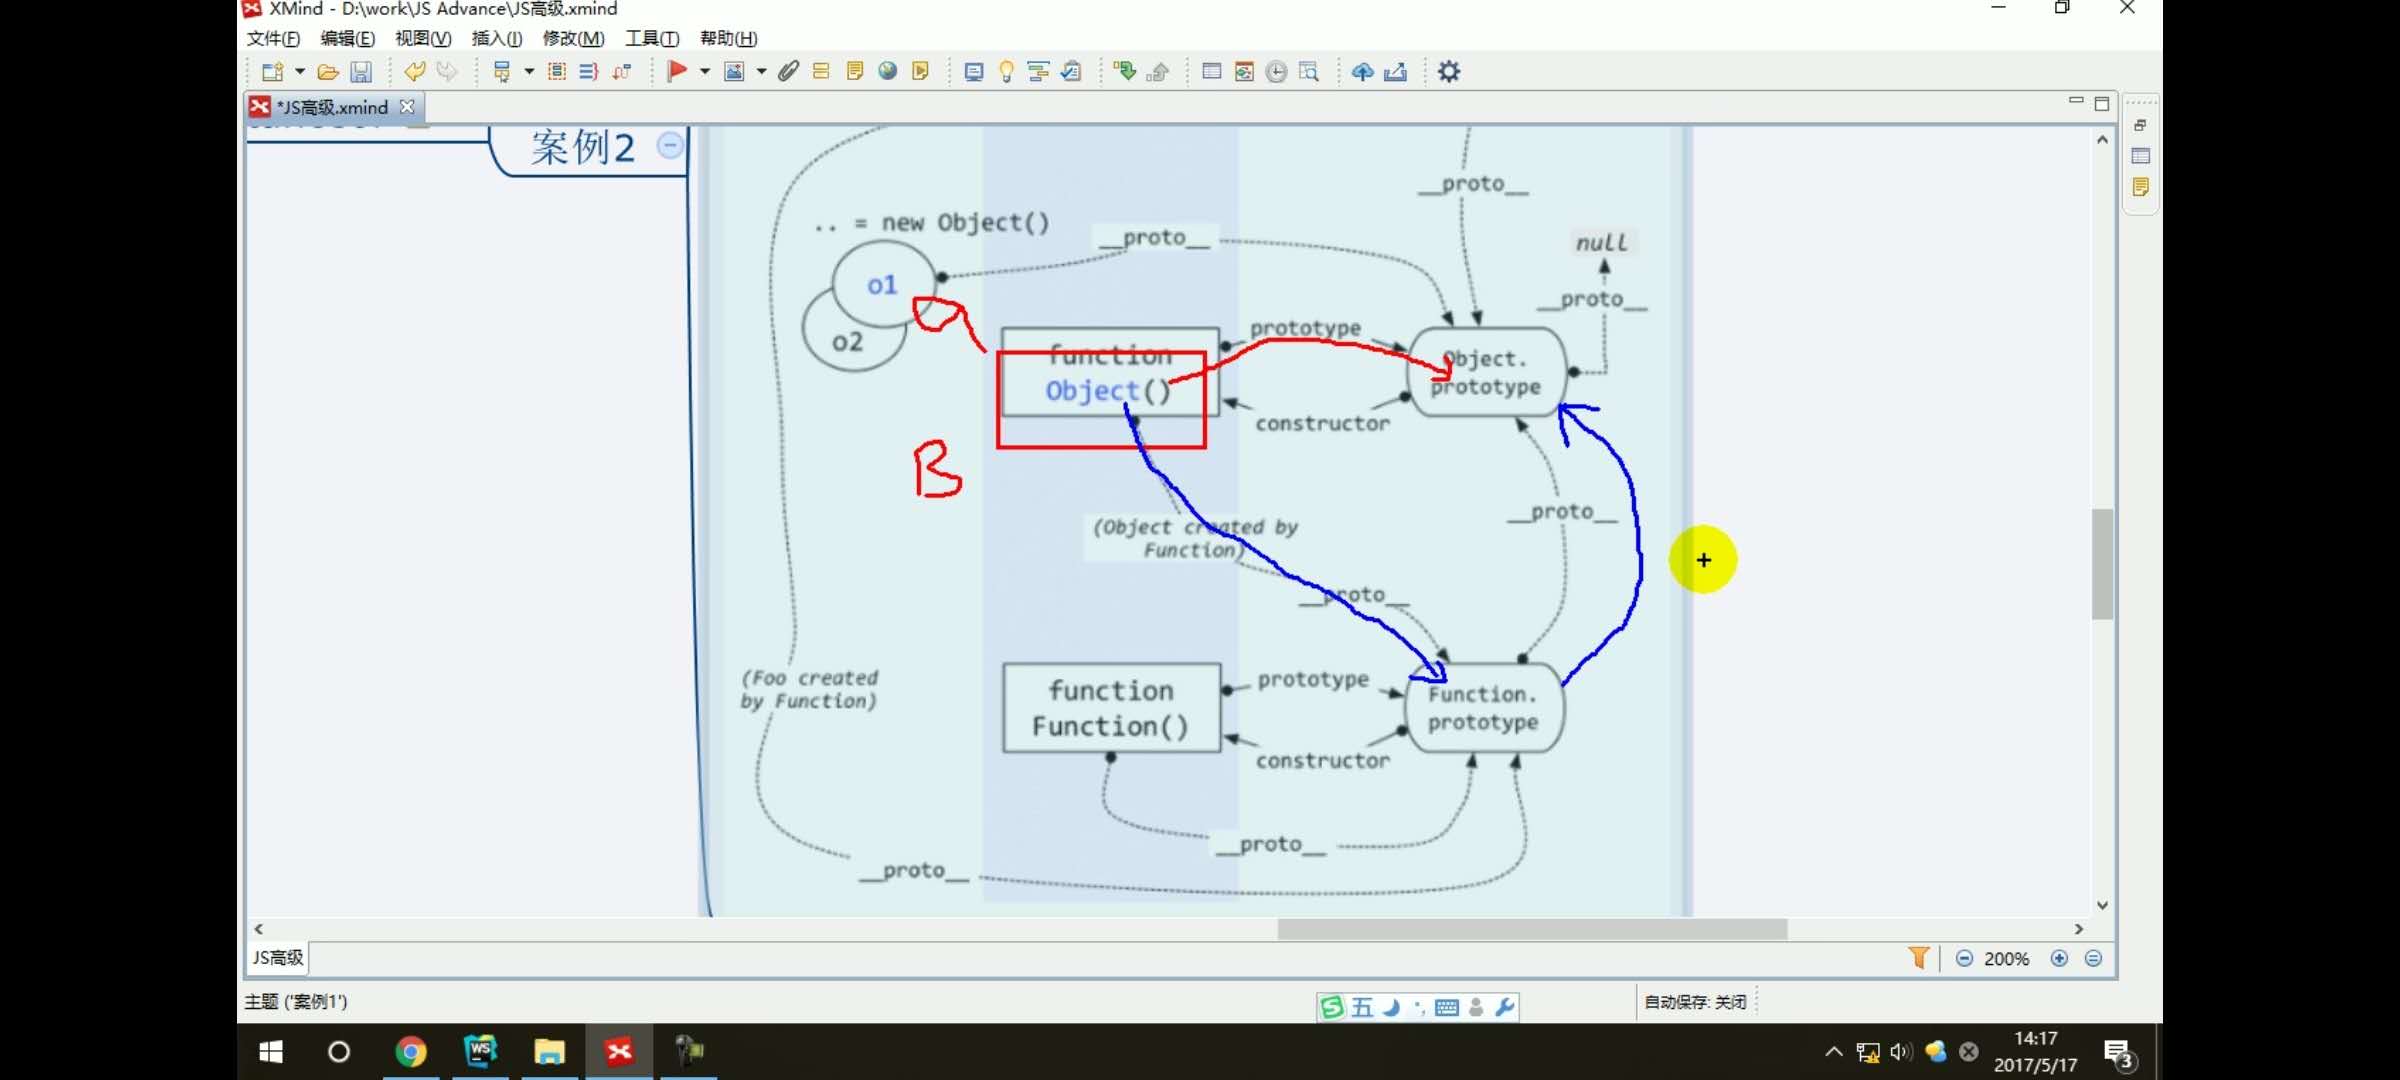 XMind - D:\work\JS Advance\JS高级.xmind
文件(F) 编辑(E) 视图(V) 插入(I) 修改(M) 工具(T) 帮助(H)
*JS高级.xmind
案例2
__proto__
.. = new Object()
__proto__
null
o1
__proto__
o2
prototype
function
Object()
Object.
prototype
constructor
B
__proto__
(Object created by
Function)
__proto__
(Foo created
by Function)
function
Function()
prototype
Function.
prototype
constructor
__proto__
__proto__
JS高级
200%
主题 ('案例1')
五
自动保存: 关闭
WS
14:17
2017/5/17
3